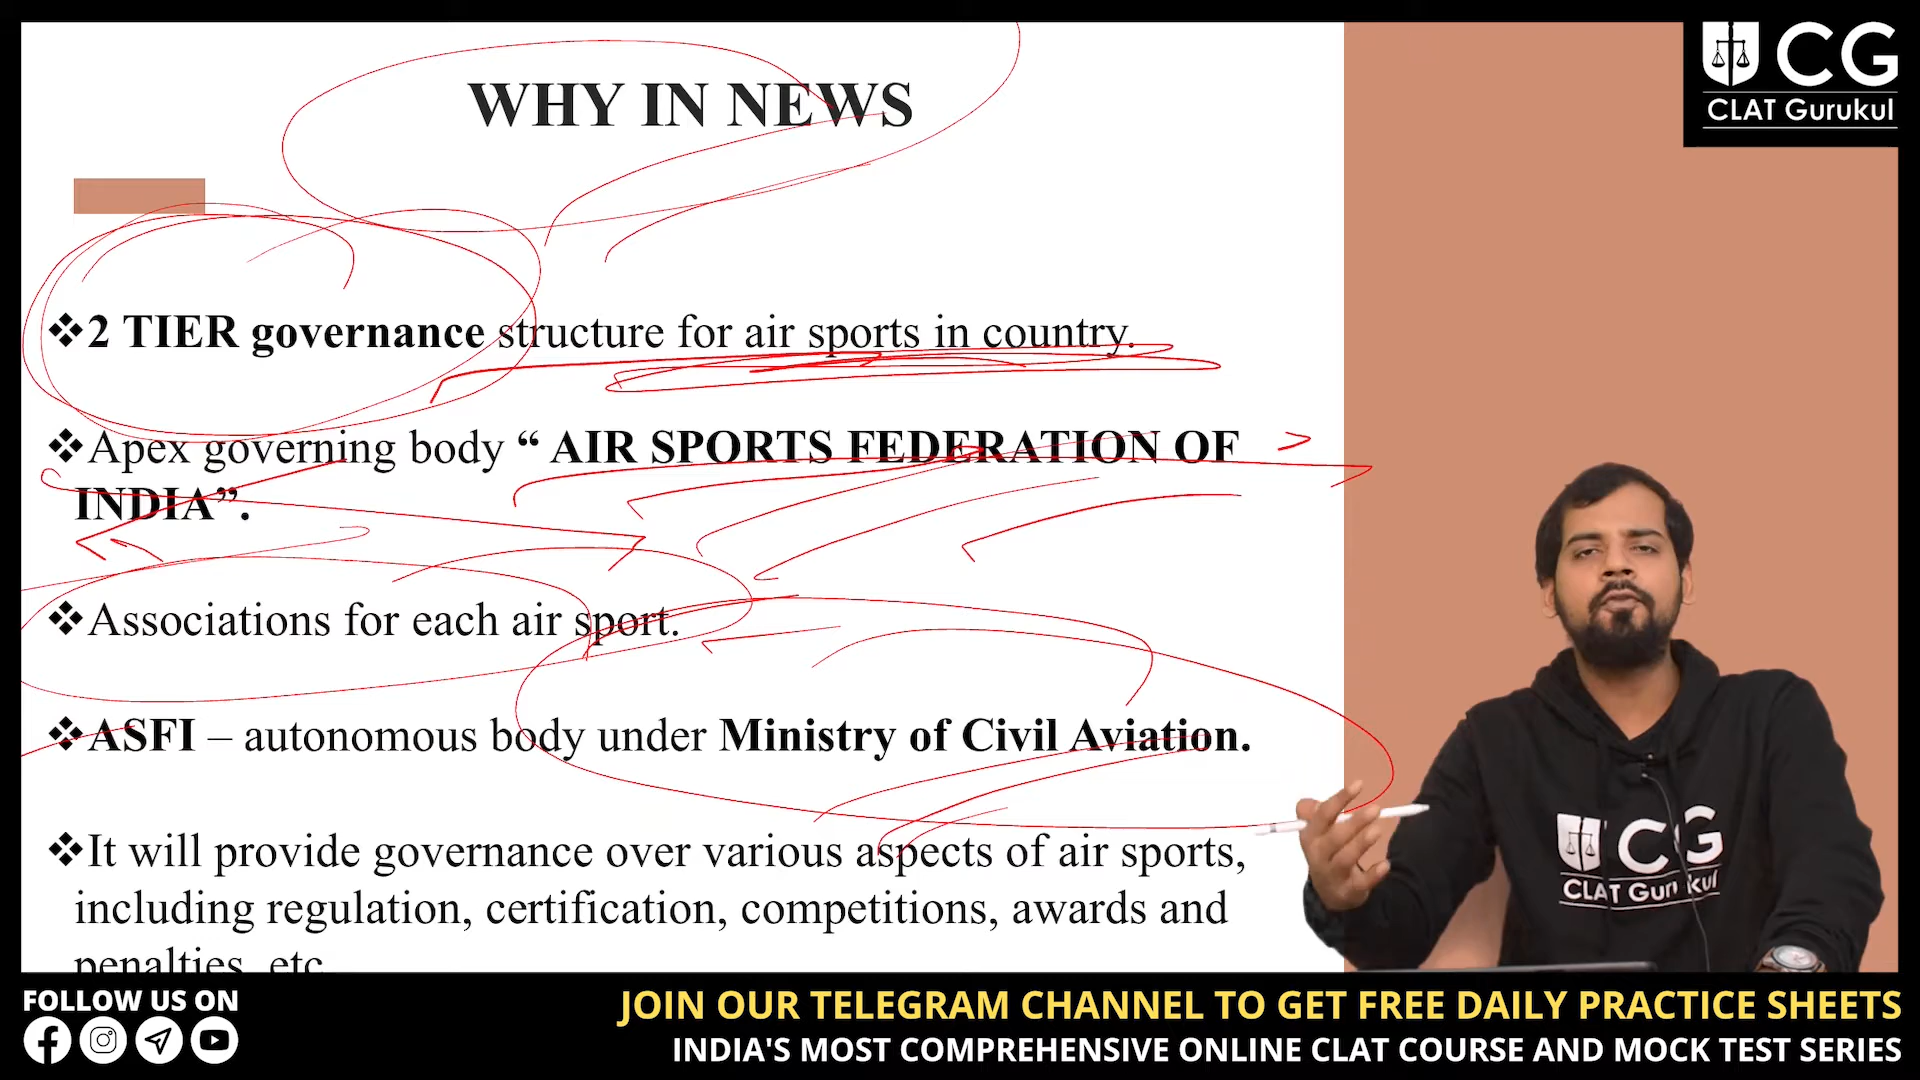 WHY IN NEWS
❖2 TIER governance structure for air sports in country.
❖Apex governing body “ AIR SPORTS FEDERATION OF
INDIA”.
❖Associations for each air sport.
❖ASFI – autonomous body under Ministry of Civil Aviation.
❖It will provide governance over various aspects of air sports,
including regulation, certification, competitions, awards and
penalties, etc
CG
CLAT Gurukul
CG
CLAT Gurukul
FOLLOW US ON
JOIN OUR TELEGRAM CHANNEL TO GET FREE DAILY PRACTICE SHEETS
INDIA'S MOST COMPREHENSIVE ONLINE CLAT COURSE AND MOCK TEST SERIES